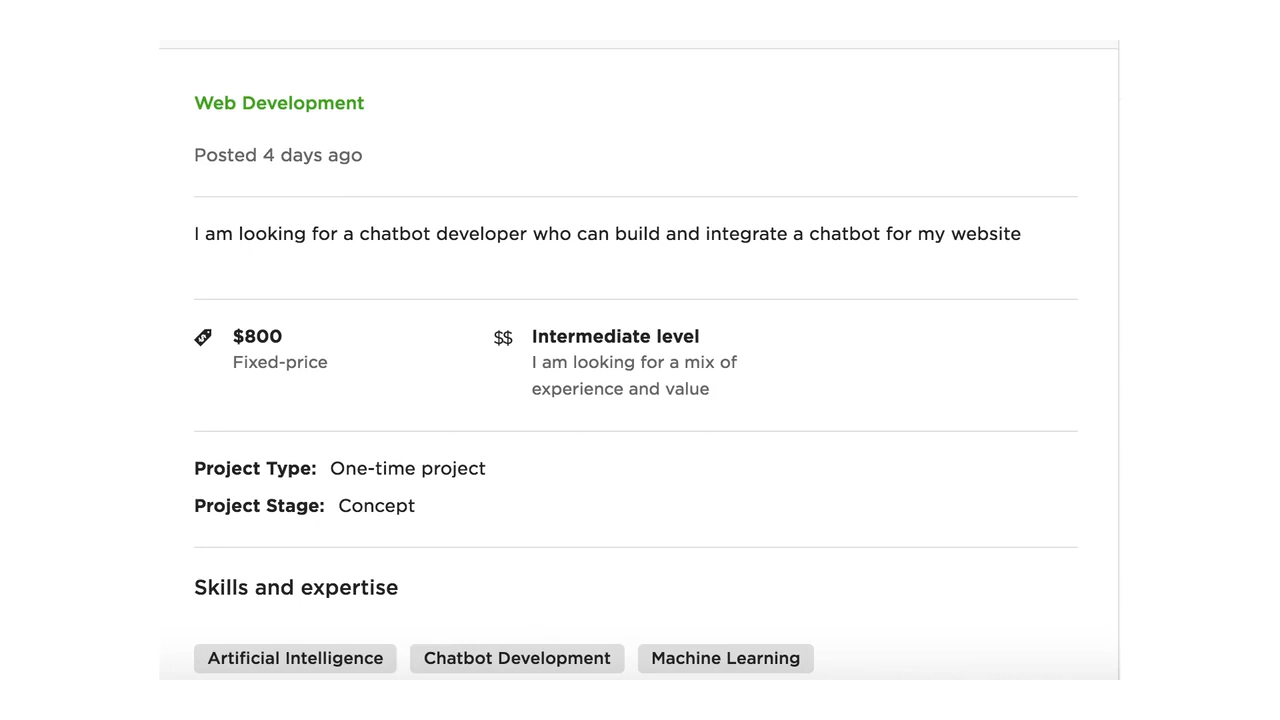 Web Development
Posted 4 days ago
I am looking for a chatbot developer who can build and integrate a chatbot for my website
$800
Fixed-price
$$ Intermediate level
I am looking for a mix of
experience and value
Project Type: One-time project
Project Stage: Concept
Skills and expertise
Artificial Intelligence Chatbot Development Machine Learning